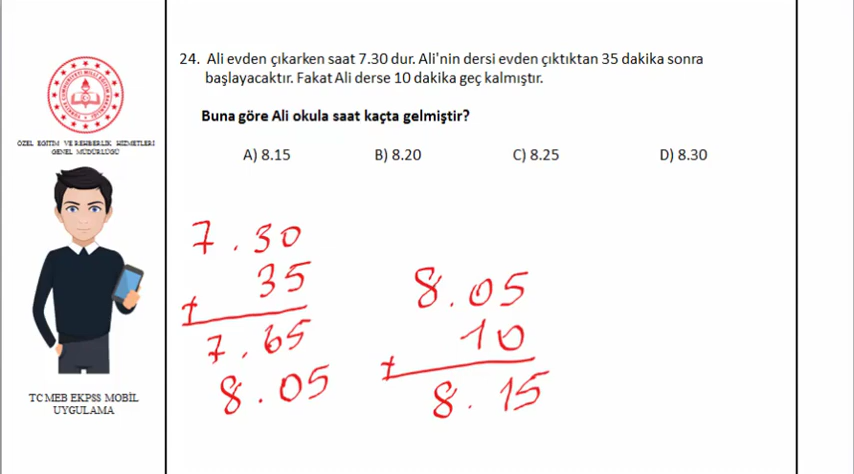 24. Ali evden çıkarken saat 7.30 dur. Ali'nin dersi evden çıktıktan 35 dakika sonra
başlayacaktır. Fakat Ali derse 10 dakika geç kalmıştır.
Buna göre Ali okula saat kaçta gelmiştir?
A) 8.15 B) 8.20 C) 8.25 D) 8.30
ÖZEL EĞİTİM VE REHBERLİK HİZMETLERİ
GENEL MÜDÜRLÜĞÜ
7.30
+ 35
7.65
8.05
8.05
+ 10
8.15
TC MEB EKPSS MOBİL
UYGULAMA